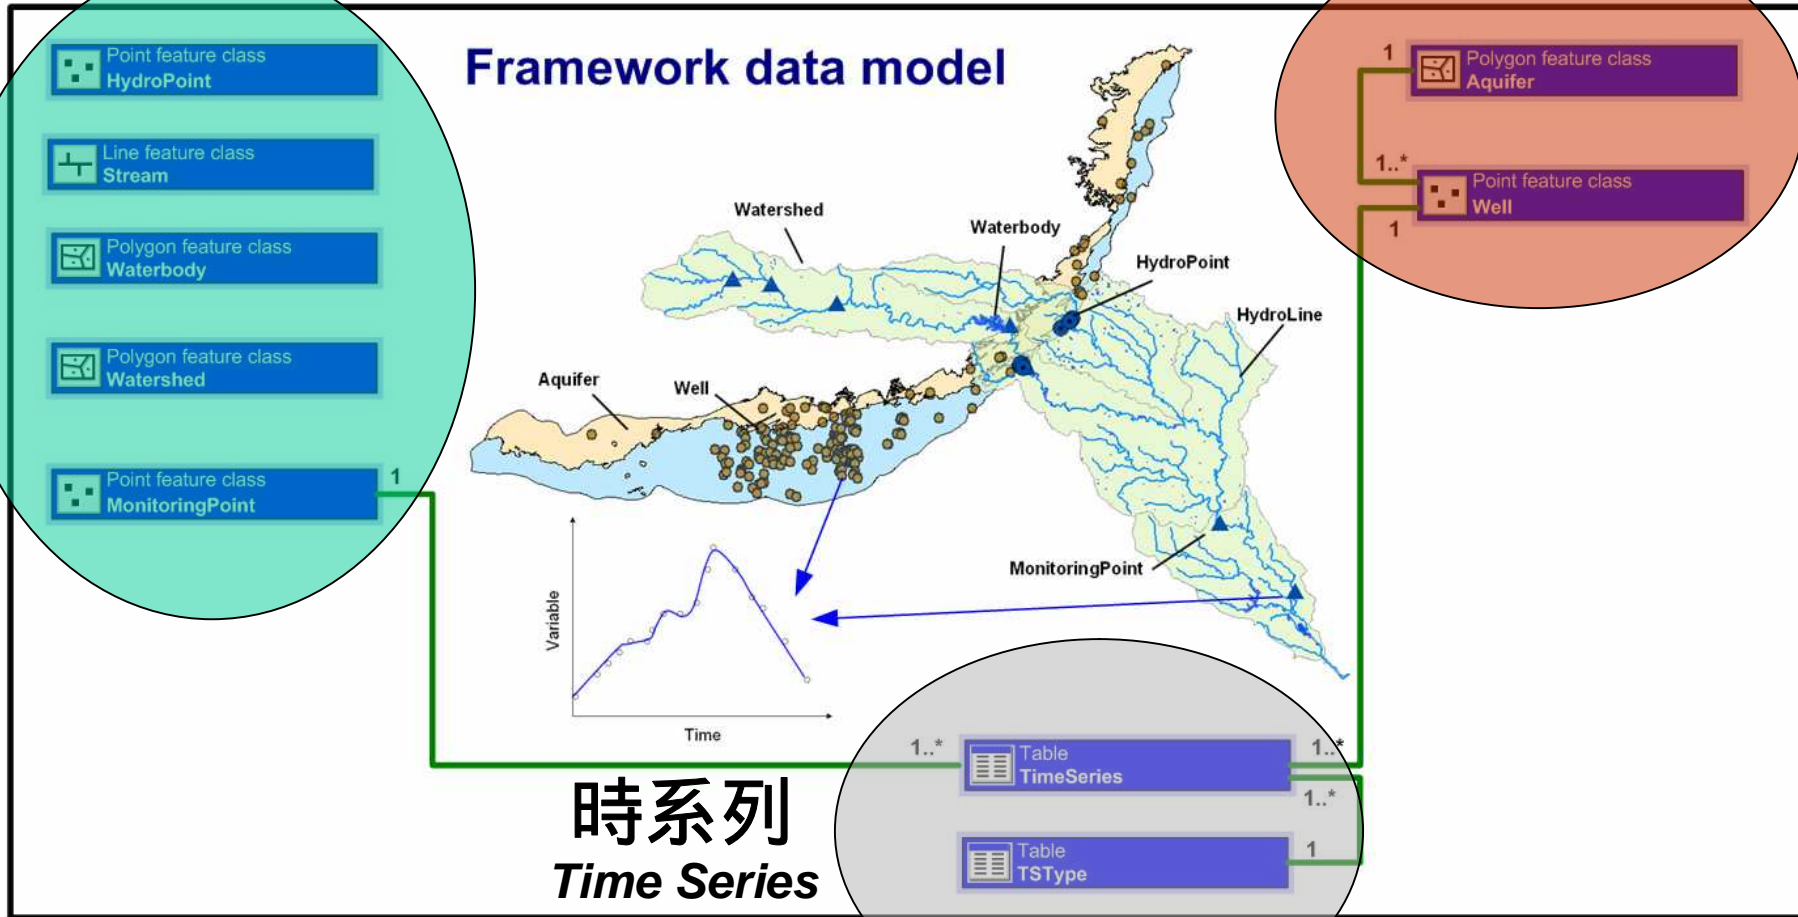 Framework data model
Point feature class
HydroPoint
Line feature class
Stream
Polygon feature class
Waterbody
Polygon feature class
Watershed
Point feature class
MonitoringPoint
1
Polygon feature class
Aquifer
1
1..*
Point feature class
Well
1
Watershed
Waterbody
HydroPoint
HydroLine
Aquifer
Well
MonitoringPoint
Variable
Time
時系列
Time Series
1..*
Table
TimeSeries
1..*
1..*
Table
TSType
1